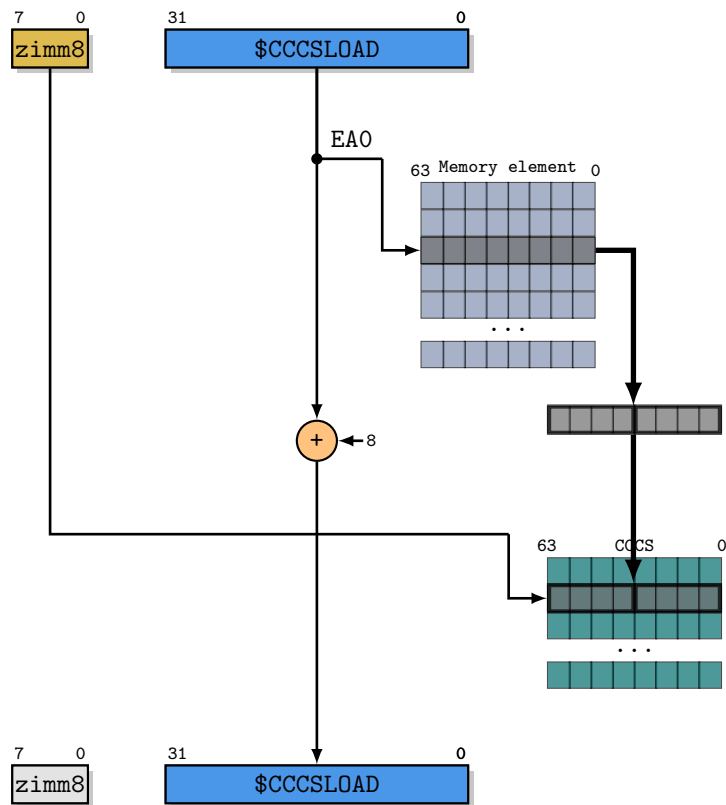 7 0 31 0
zimm8 $CCCSLOAD
EA0
63 Memory element 0
...
+ 8
63 CCCS 0
...
7 0 31 0
zimm8 $CCCSLOAD